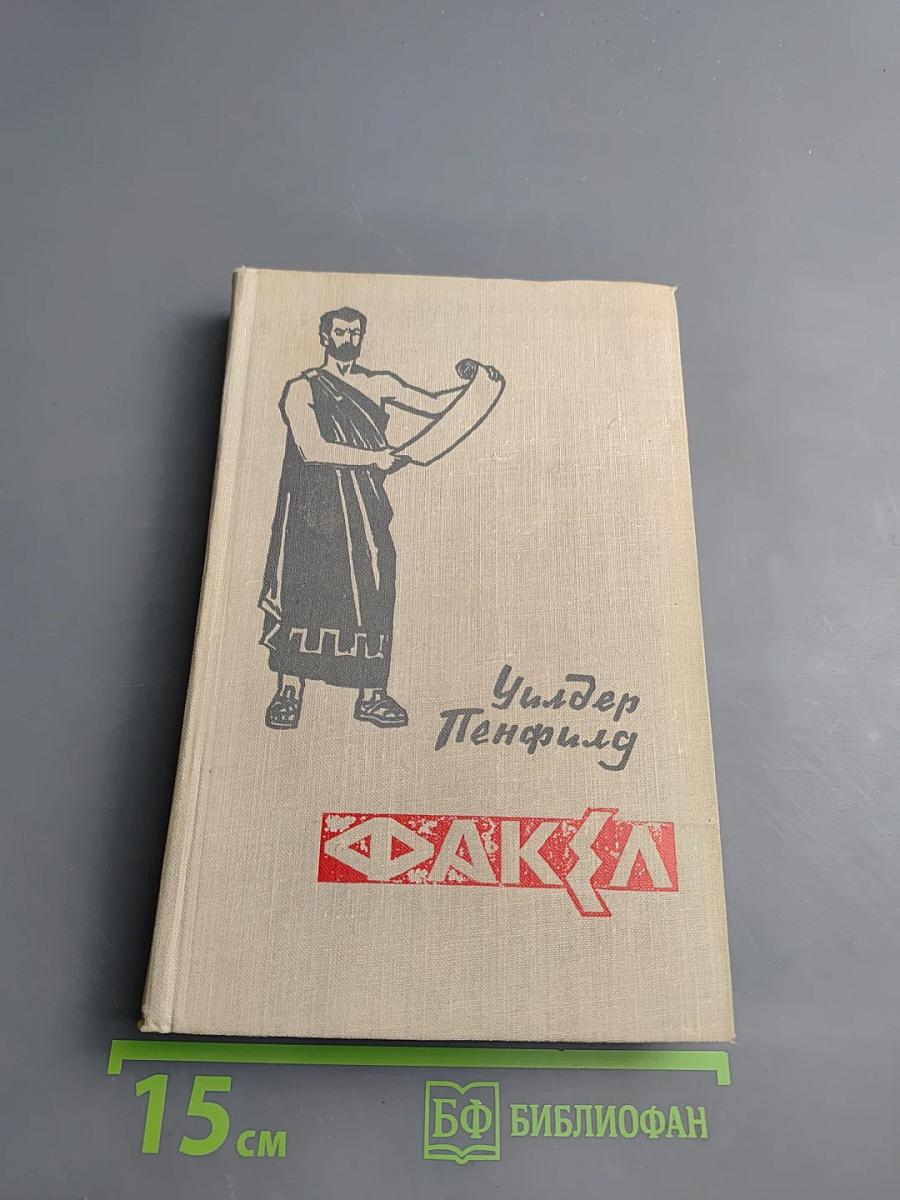 Уилдер
Пенфилд
ФАКЕЛ
15 см
БФ БИБЛИОФАН